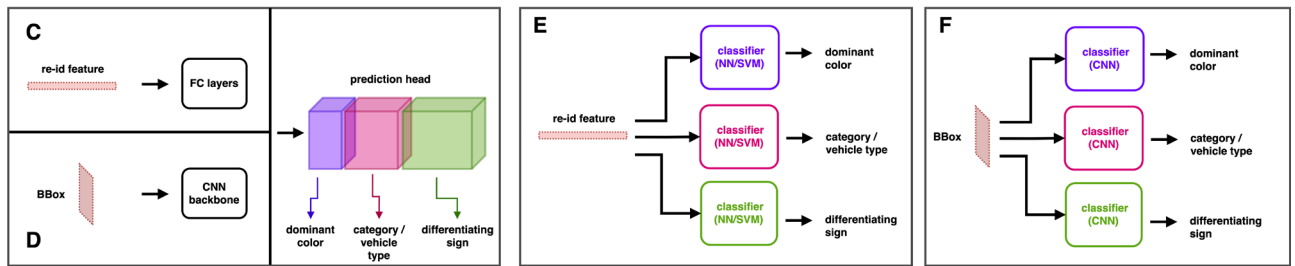 C
re-id feature
FC layers
BBox
CNN
backbone
D
prediction head
dominant
color
category /
vehicle
type
differentiating
sign
E
re-id feature
classifier
(NN/SVM)
dominant
color
classifier
(NN/SVM)
category /
vehicle type
classifier
(NN/SVM)
differentiating
sign
F
BBox
classifier
(CNN)
dominant
color
classifier
(CNN)
category /
vehicle type
classifier
(CNN)
differentiating
sign